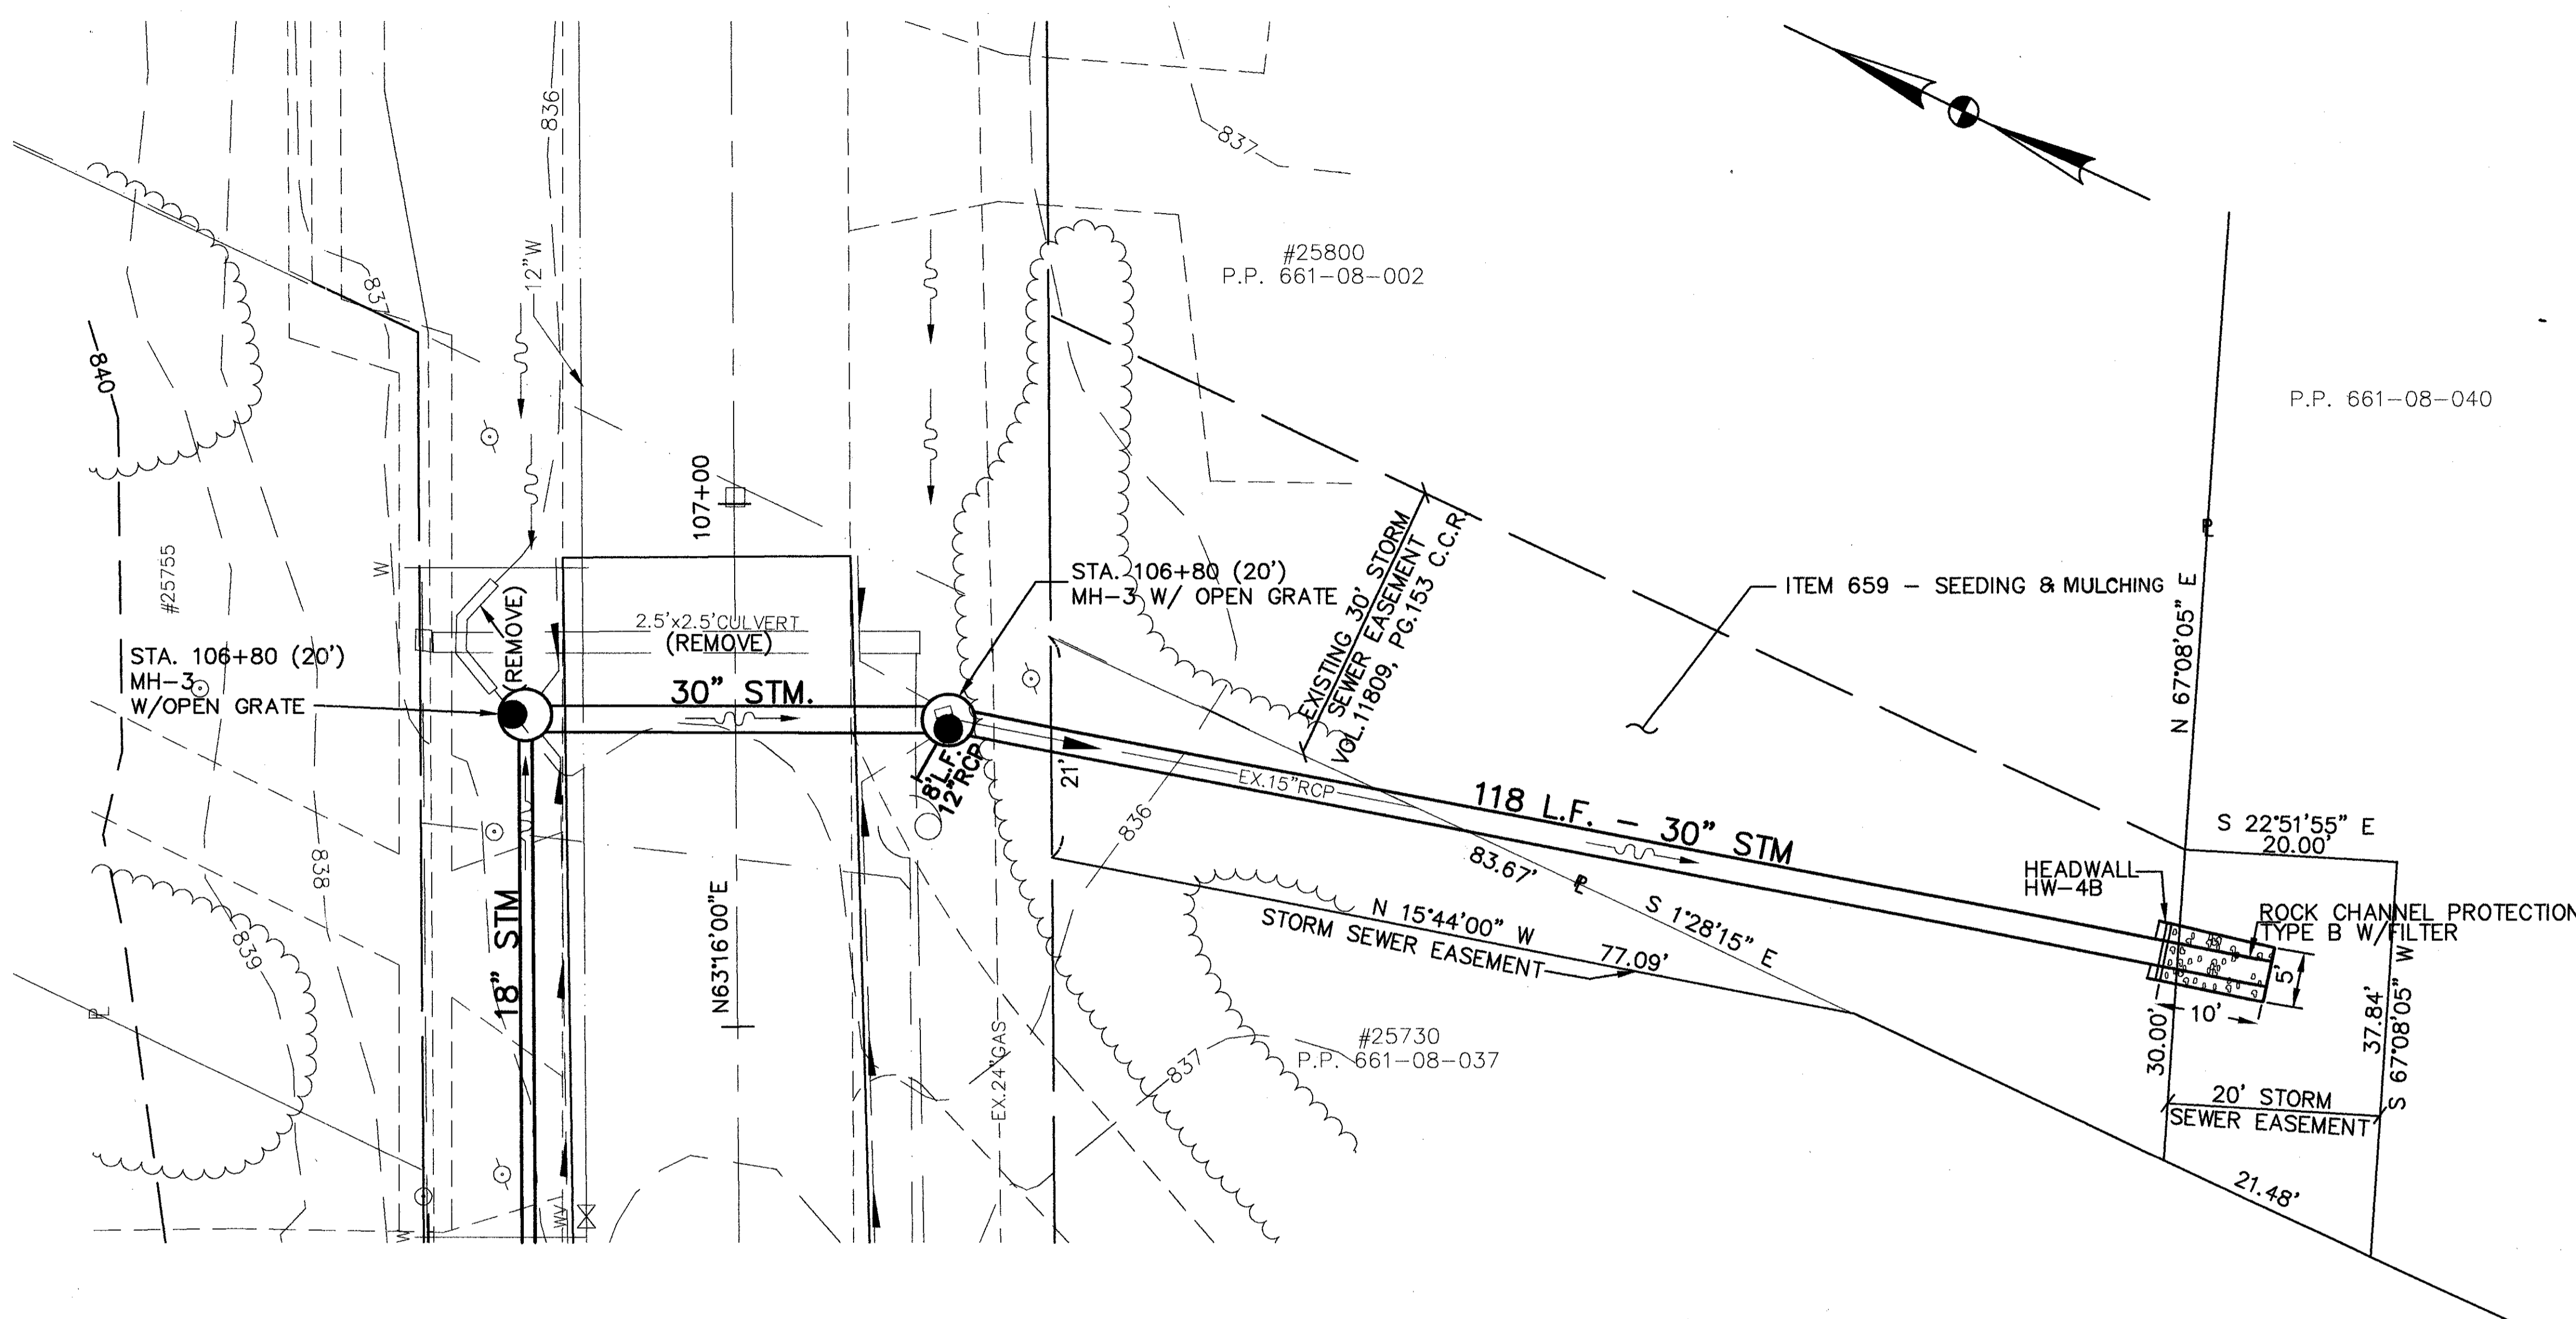 836
837
12"W
#25800
P.P. 661-08-002
837
840
P.P. 661-08-040
107+00
#25755
W
(REMOVE)
2.5'x2.5'CULVERT
(REMOVE)
STA. 106+80 (20')
MH-3 W/ OPEN GRATE
EXISTING 30' STORM
SEWER EASEMENT
VOL.11809, PG.153 C.C.R.
ITEM 659 - SEEDING & MULCHING
N 67°08'05" E
STA. 106+80 (20')
MH-3
W/OPEN GRATE
30" STM.
8' L.F.
12"RCP
21'
EX.15"RCP
118 L.F. - 30" STM
836
83.67'
S 1°28'15" E
S 22°51'55" E
20.00'
HEADWALL
HW-4B
ROCK CHANNEL PROTECTION
TYPE B W/FILTER
5'
10'
838
839
18" STM
N63°16'00"E
N 15°44'00" W
STORM SEWER EASEMENT
77.09'
EX.24"GAS
837
#25730
P.P. 661-08-037
30.00'
37.84'
S 67°08'05" W
20' STORM
SEWER EASEMENT
21.48'
PL
PL
PL
WV
W